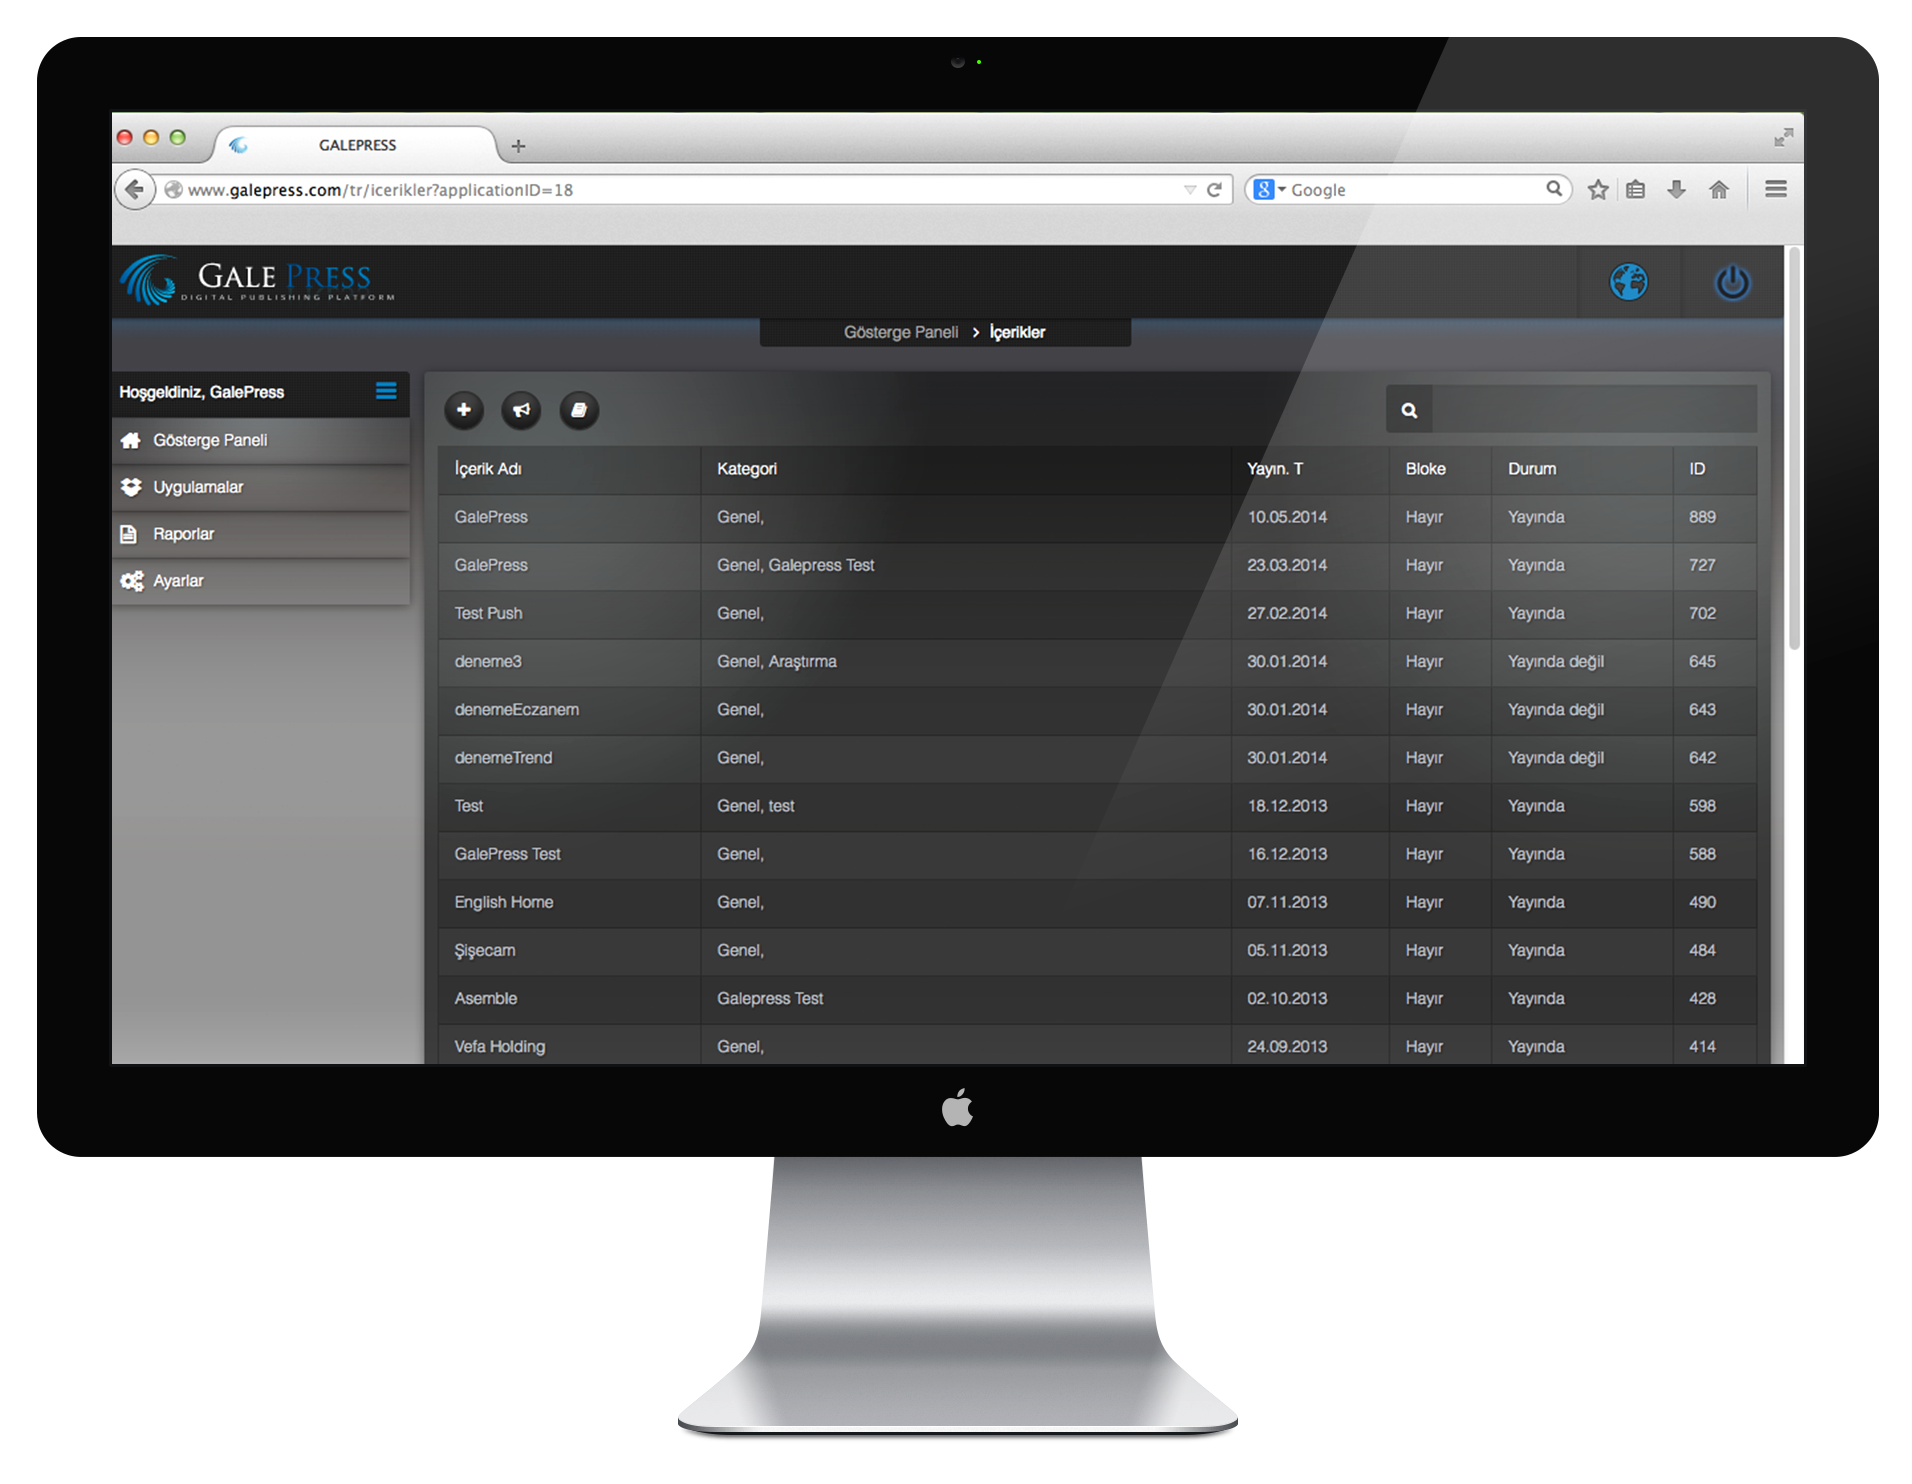 GALEPRESS
www.galepress.com/tr/icerikler?applicationID=18
Google
GALE PRESS
DIGITAL PUBLISHING PLATFORM
Gösterge Paneli > İçerikler
Hoşgeldiniz, GalePress
Gösterge Paneli
Uygulamalar
Raporlar
Ayarlar
İçerik Adı Kategori Yayın. T Bloke Durum ID
GalePress Genel, 10.05.2014 Hayır Yayında 889
GalePress Genel, Galepress Test 23.03.2014 Hayır Yayında 727
Test Push Genel, 27.02.2014 Hayır Yayında 702
deneme3 Genel, Araştırma 30.01.2014 Hayır Yayında değil 645
denemeEczanem Genel, 30.01.2014 Hayır Yayında değil 643
denemeTrend Genel, 30.01.2014 Hayır Yayında değil 642
Test Genel, test 18.12.2013 Hayır Yayında 598
GalePress Test Genel, 16.12.2013 Hayır Yayında 588
English Home Genel, 07.11.2013 Hayır Yayında 490
Şişecam Genel, 05.11.2013 Hayır Yayında 484
Asemble Galepress Test 02.10.2013 Hayır Yayında 428
Vefa Holding Genel, 24.09.2013 Hayır Yayında 414